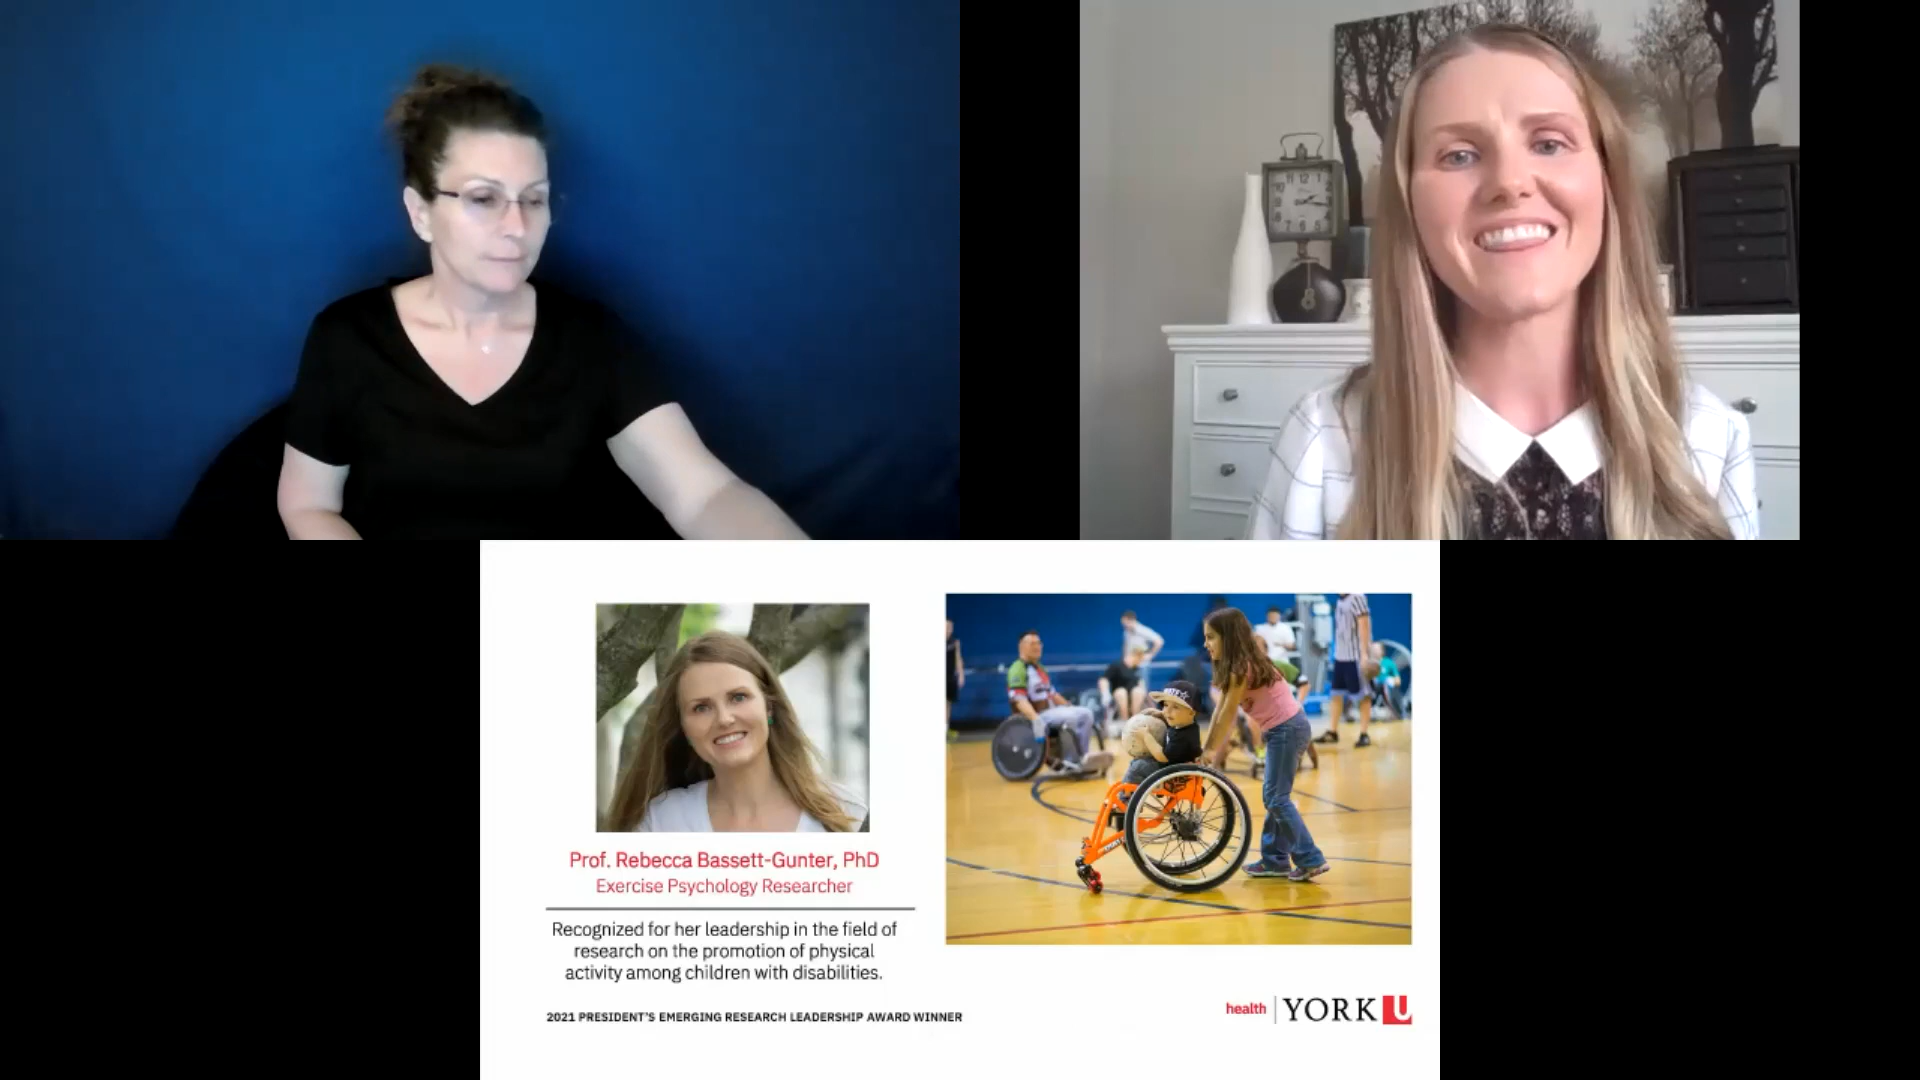 Prof. Rebecca Bassett-Gunter, PhD
Exercise Psychology Researcher
Recognized for her leadership in the field of
research on the promotion of physical
activity among children with disabilities.
2021 PRESIDENT'S EMERGING RESEARCH LEADERSHIP AWARD WINNER
health YORK U